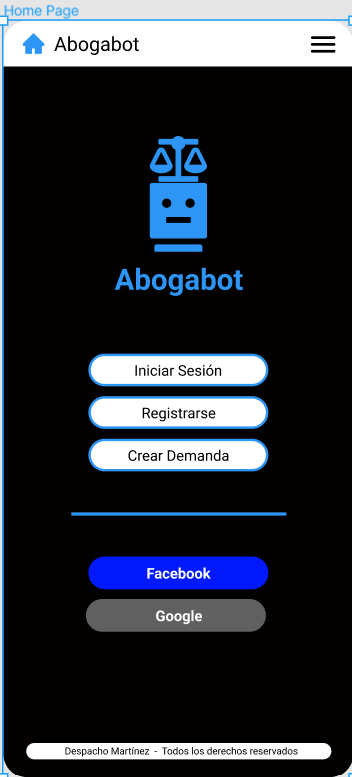 Home Page
Abogabot
Abogabot
Iniciar Sesión
Registrarse
Crear Demanda
Facebook
Google
Despacho Martínez - Todos los derechos reservados